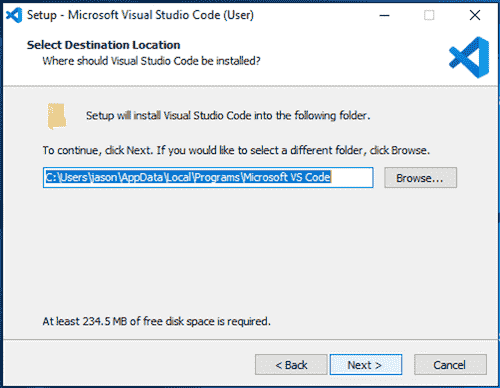 Setup - Microsoft Visual Studio Code (User)
Select Destination Location
Where should Visual Studio Code be installed?
Setup will install Visual Studio Code into the following folder.
To continue, click Next. If you would like to select a different folder, click Browse.
C:\Users\jason\AppData\Local\Programs\Microsoft VS Code
Browse...
At least 234.5 MB of free disk space is required.
< Back
Next >
Cancel